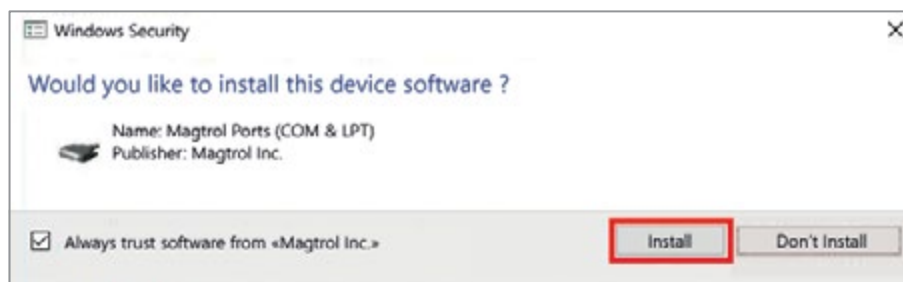 Windows Security
Would you like to install this device software ?
Name: Magtrol Ports (COM & LPT)
Publisher: Magtrol Inc.
Always trust software from «Magtrol Inc.»
Install
Don't Install